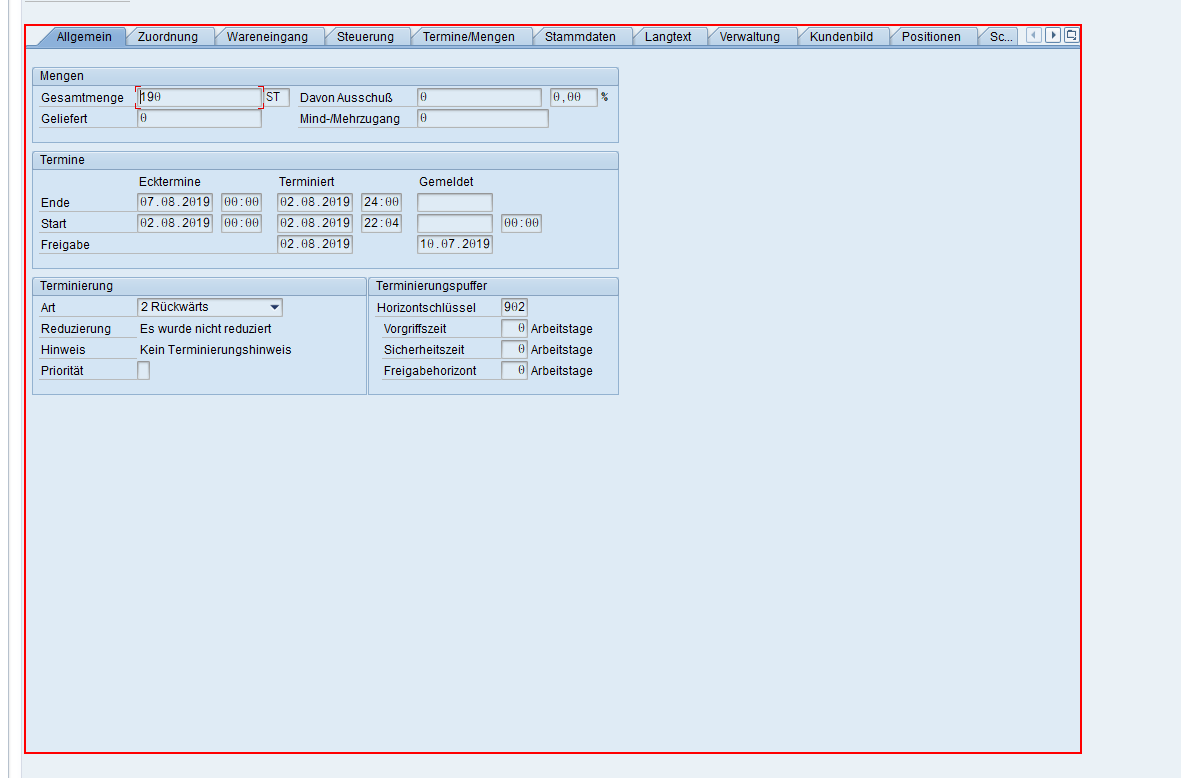 Allgemein Zuordnung Wareneingang Steuerung Termine/Mengen Stammdaten Langtext Verwaltung Kundenbild Positionen Sc...
Mengen
Gesamtmenge 190 ST Davon Ausschuß 0 0,00 %
Geliefert 0 Mind-/Mehrzugang 0
Termine
Ecktermine Terminiert Gemeldet
Ende 07.08.2019 00:00 02.08.2019 24:00
Start 02.08.2019 00:00 02.08.2019 22:04 00:00
Freigabe 02.08.2019 10.07.2019
Terminierung Terminierungspuffer
Art 2 Rückwärts Horizontschlüssel 902
Reduzierung Es wurde nicht reduziert Vorgriffszeit 0 Arbeitstage
Hinweis Kein Terminierungshinweis Sicherheitszeit 0 Arbeitstage
Priorität Freigabehorizont 0 Arbeitstage